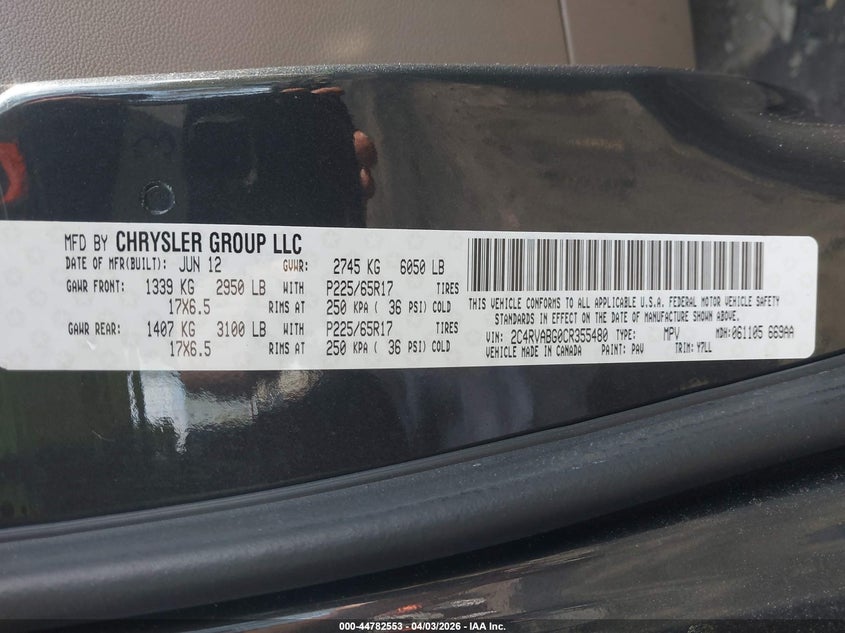 MFD BY CHRYSLER GROUP LLC
DATE OF MFR(BUILT): JUN 12 GVWR: 2745 KG 6050 LB
GAWR FRONT: 1339 KG 2950 LB WITH P225/65R17 TIRES
17X6.5 RIMS AT 250 KPA ( 36 PSI) COLD
GAWR REAR: 1407 KG 3100 LB WITH P225/65R17 TIRES
17X6.5 RIMS AT 250 KPA ( 36 PSI) COLD
THIS VEHICLE CONFORMS TO ALL APPLICABLE U.S.A. FEDERAL MOTOR VEHICLE SAFETY
STANDARDS IN EFFECT ON THE DATE OF MANUFACTURE SHOWN ABOVE.
VIN: 2C4RVABG0CR355480 TYPE: MPV MDH: 061105 669AA
VEHICLE MADE IN CANADA PAINT: PAV TRIM: Y7LL
000-44782553 - 04/03/2026 - IAA Inc.